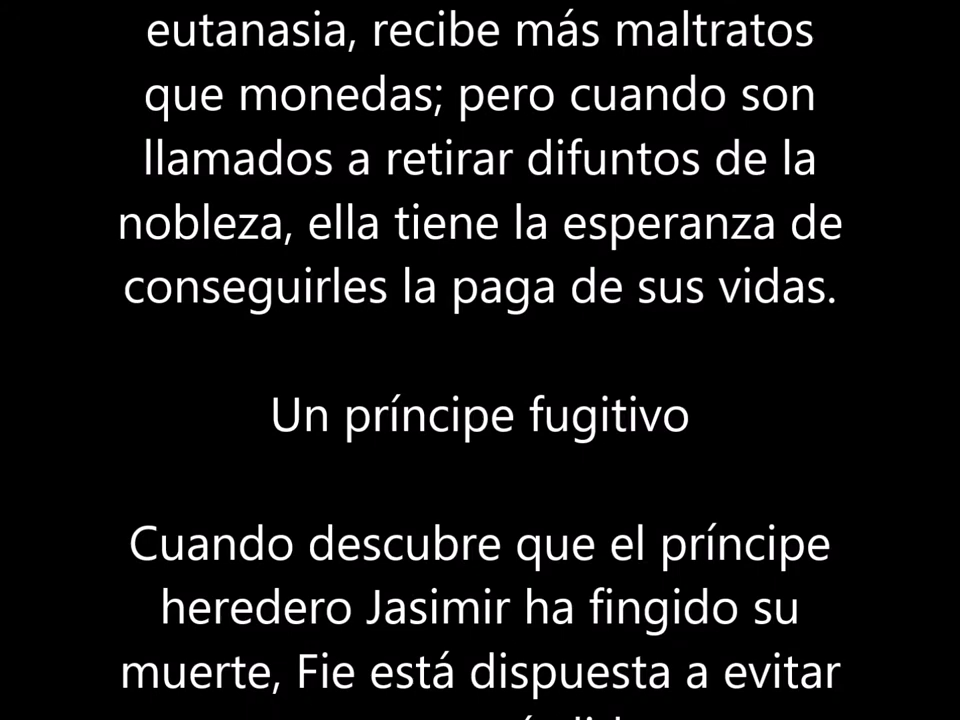 eutanasia, recibe más maltratos
que monedas; pero cuando son
llamados a retirar difuntos de la
nobleza, ella tiene la esperanza de
conseguirles la paga de sus vidas.
Un príncipe fugitivo
Cuando descubre que el príncipe
heredero Jasimir ha fingido su
muerte, Fie está dispuesta a evitar